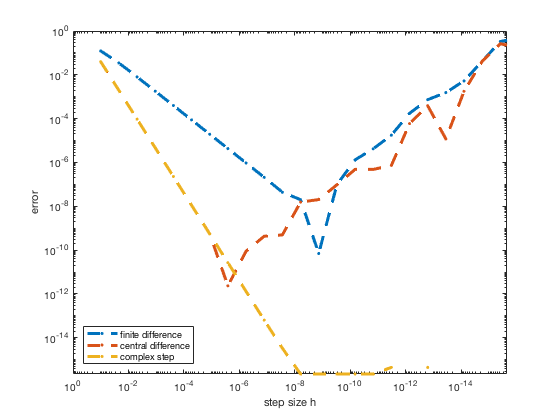 10^0
10^-2
10^-4
10^-6
10^-8
10^-10
10^-12
10^-14
error
finite difference
central difference
complex step
10^0 10^-2 10^-4 10^-6 10^-8 10^-10 10^-12 10^-14
step size h